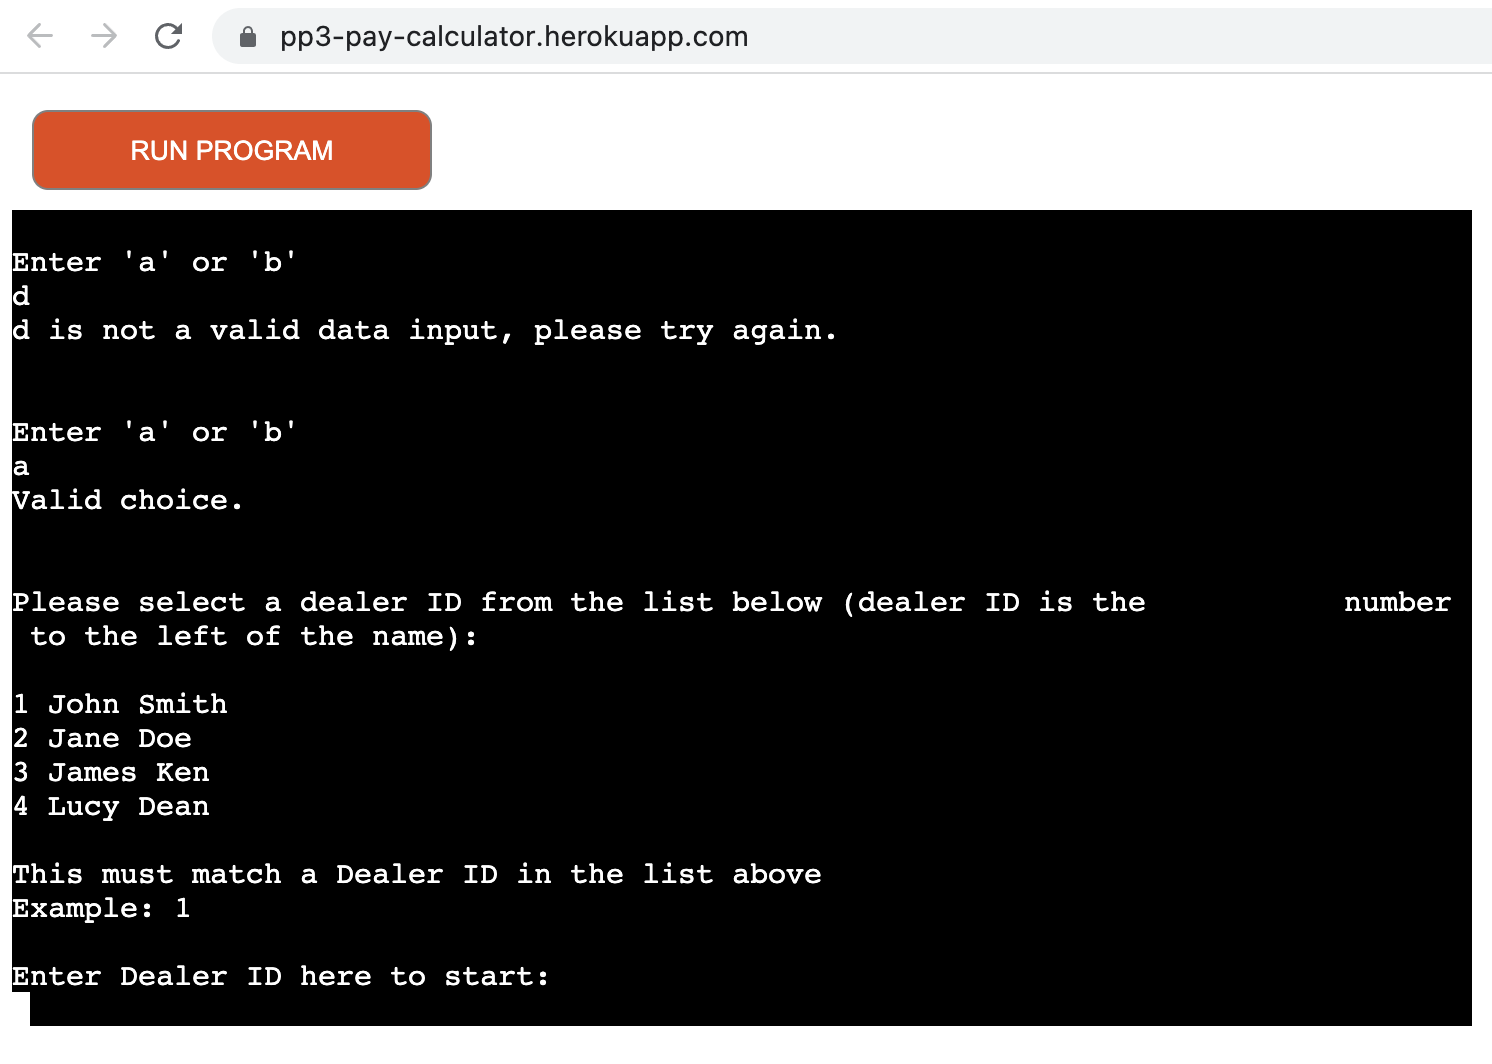 pp3-pay-calculator.herokuapp.com
RUN PROGRAM
Enter 'a' or 'b'
d
d is not a valid data input, please try again.
Enter 'a' or 'b'
a
Valid choice.
Please select a dealer ID from the list below (dealer ID is the           number
 to the left of the name):
1 John Smith
2 Jane Doe
3 James Ken
4 Lucy Dean
This must match a Dealer ID in the list above
Example: 1
Enter Dealer ID here to start: